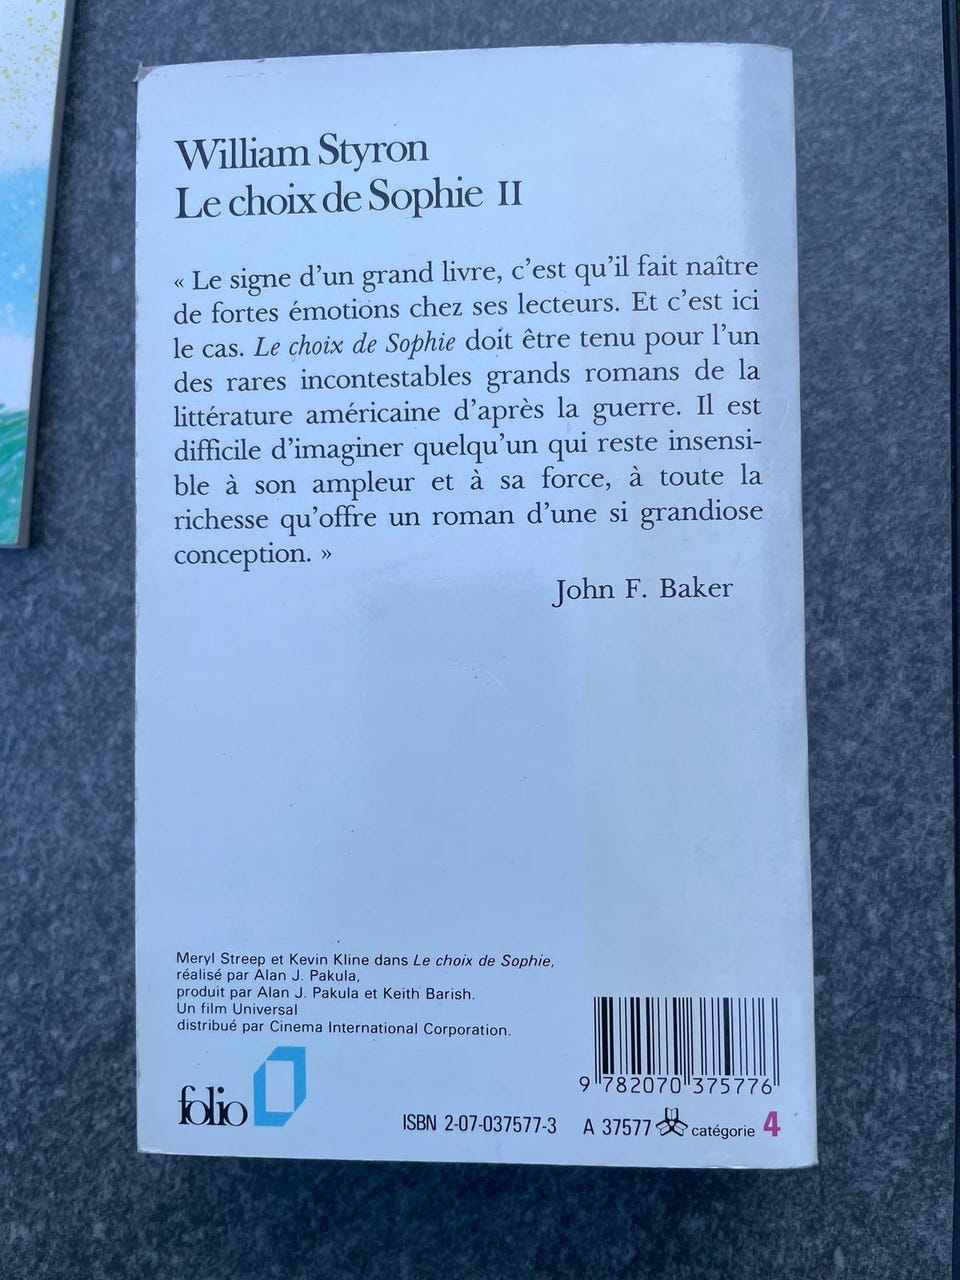 William Styron
Le choix de Sophie II
« Le signe d'un grand livre, c'est qu'il fait naître
de fortes émotions chez ses lecteurs. Et c'est ici
le cas. Le choix de Sophie doit être tenu pour l'un
des rares incontestables grands romans de la
littérature américaine d'après la guerre. Il est
difficile d'imaginer quelqu'un qui reste insensi-
ble à son ampleur et à sa force, à toute la
richesse qu'offre un roman d'une si grandiose
conception. »
John F. Baker
Meryl Streep et Kevin Kline dans Le choix de Sophie,
réalisé par Alan J. Pakula,
produit par Alan J. Pakula et Keith Barish.
Un film Universal
distribué par Cinema International Corporation.
folio
9 782070 375776
ISBN 2-07-037577-3 A 37577 catégorie 4